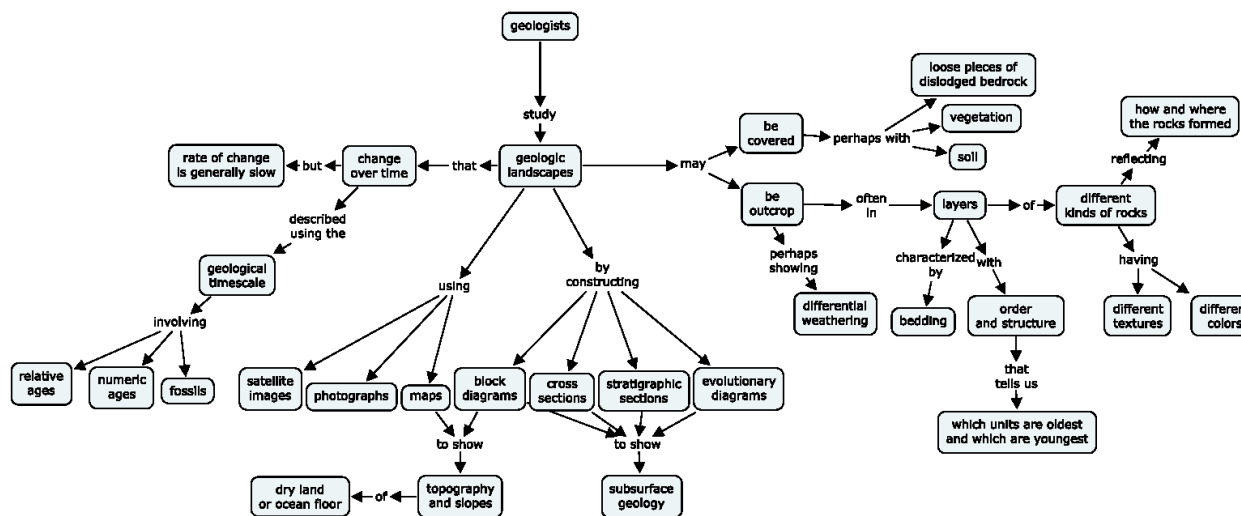 geologists
study
geologic
landscapes
that
change
over time
but
rate of change
is generally slow
described
using the
geological
timescale
involving
relative
ages
numeric
ages
fossils
using
satellite
images
photographs
maps
by
constructing
block
diagrams
cross
sections
stratigraphic
sections
evolutionary
diagrams
to show
topography
and slopes
of
dry land
or ocean floor
to show
subsurface
geology
may
be
covered
perhaps with
loose pieces of
dislodged bedrock
vegetation
soil
be
outcrop
perhaps
showing
differential
weathering
often
in
layers
characterized
by
bedding
with
order
and structure
that
tells us
which units are oldest
and which are youngest
of
different
kinds of rocks
reflecting
how and where
the rocks formed
having
different
textures
differen
colors